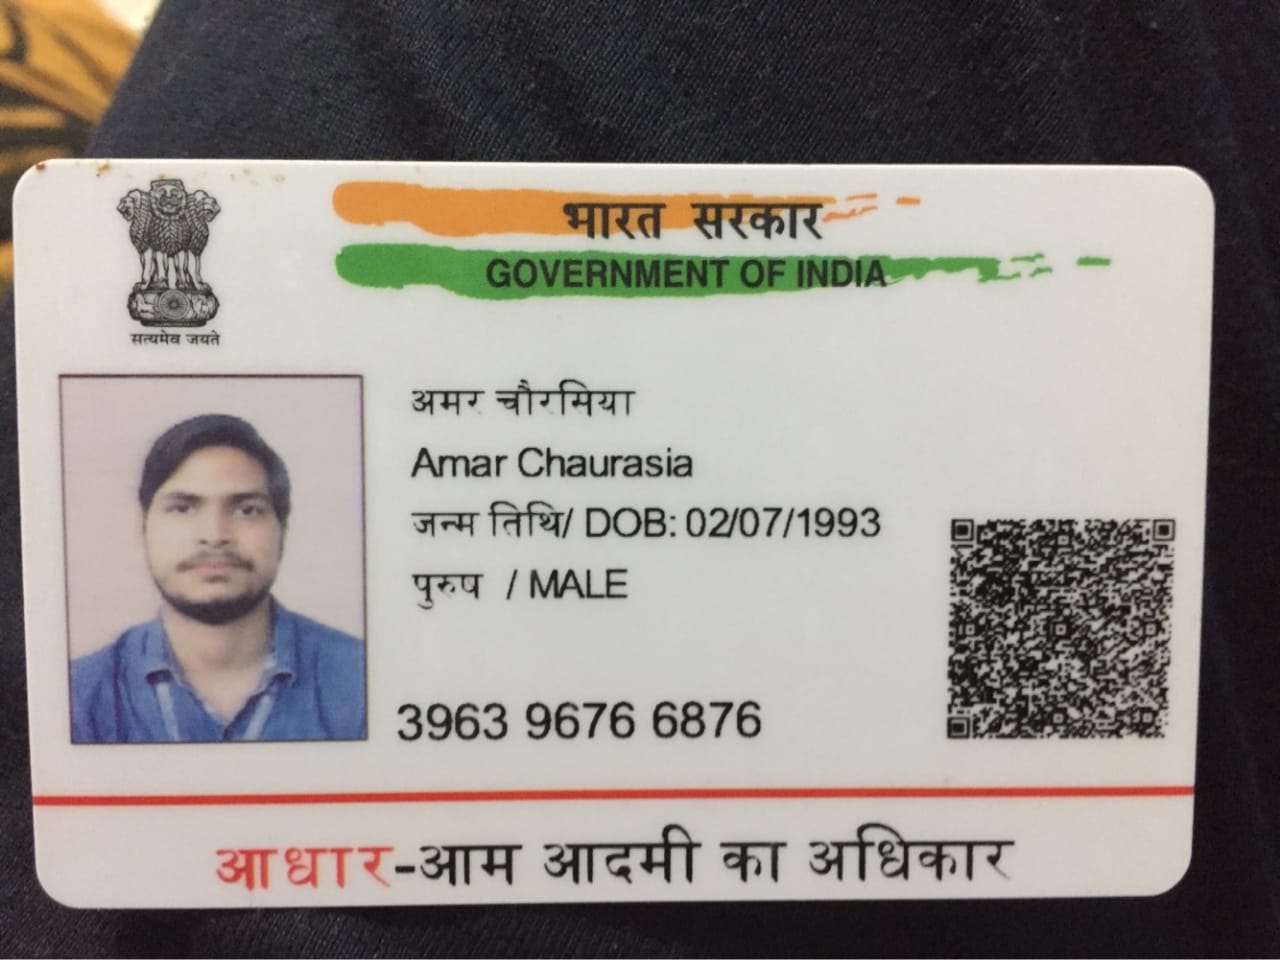 भारत सरकार
GOVERNMENT OF INDIA
सत्यमेव जयते
अमर चौरसिया
Amar Chaurasia
जन्म तिथि/ DOB: 02/07/1993
पुरुष / MALE
3963 9676 6876
आधार-आम आदमी का अधिकार